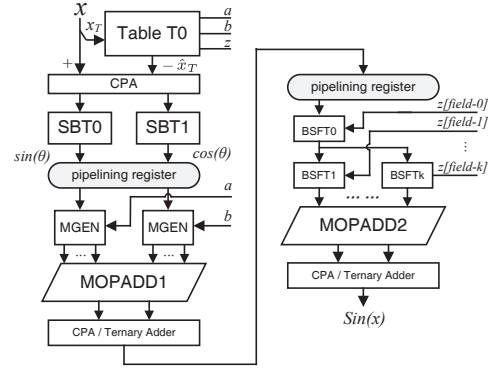 x
x_T
Table T0
a
b
z
+
− x̂_T
CPA
SBT0
SBT1
sin(θ)
cos(θ)
pipelining register
a
MGEN
MGEN
b
...
...
MOPADD1
CPA / Ternary Adder
pipelining register
z[field-0]
BSFT0
z[field-1]
⋮
BSFT1
BSFTk
z[field-k]
... ...
MOPADD2
CPA / Ternary Adder
Sin(x)